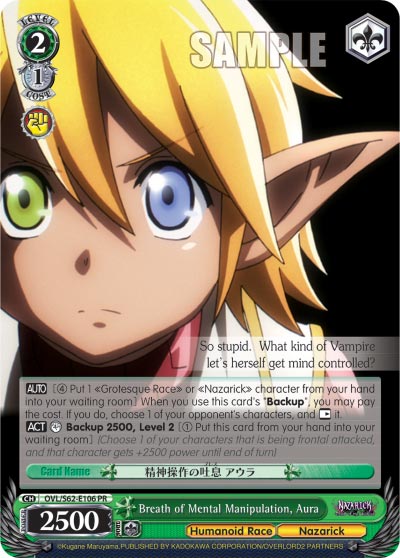 LEVEL
2
1
COST
SAMPLE
So stupid. What kind of Vampire
let's herself get mind controlled?
AUTO [④ Put 1 «Grotesque Race» or «Nazarick» character from your hand
into your waiting room] When you use this card's "Backup", you may pay
the cost. If you do, choose 1 of your opponent's characters, and it.
ACT Backup 2500, Level 2 [① Put this card from your hand into your
waiting room] (Choose 1 of your characters that is being frontal attacked,
and that character gets +2500 power until end of turn)
Card Name
精神操作の吐息 アウラ
CH OVL/S62-E106 PR
2500
Breath of Mental Manipulation, Aura
NAZARICK
Humanoid Race
Nazarick
©Kugane Maruyama,PUBLISHED BY KADOKAWA CORPORATION/OVERLORD2 PARTNERS